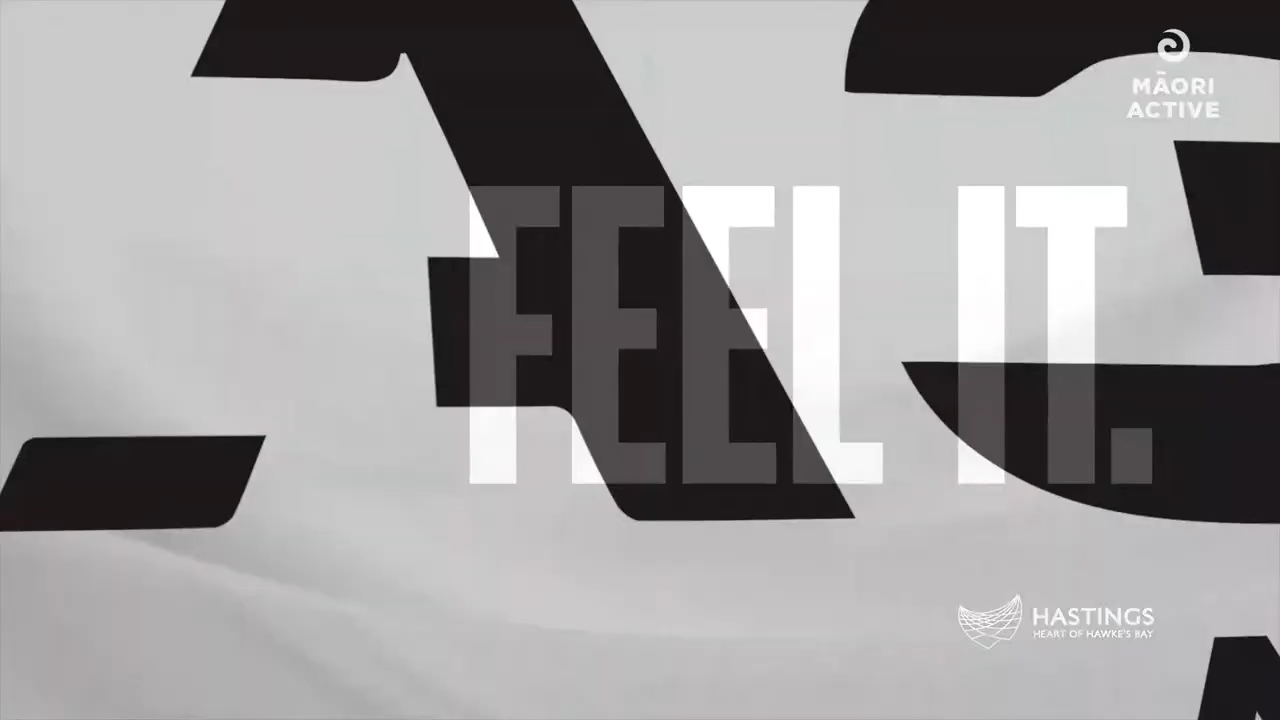 MĀORI
ACTIVE
FEEL IT.
HASTINGS
HEART OF HAWKE'S BAY